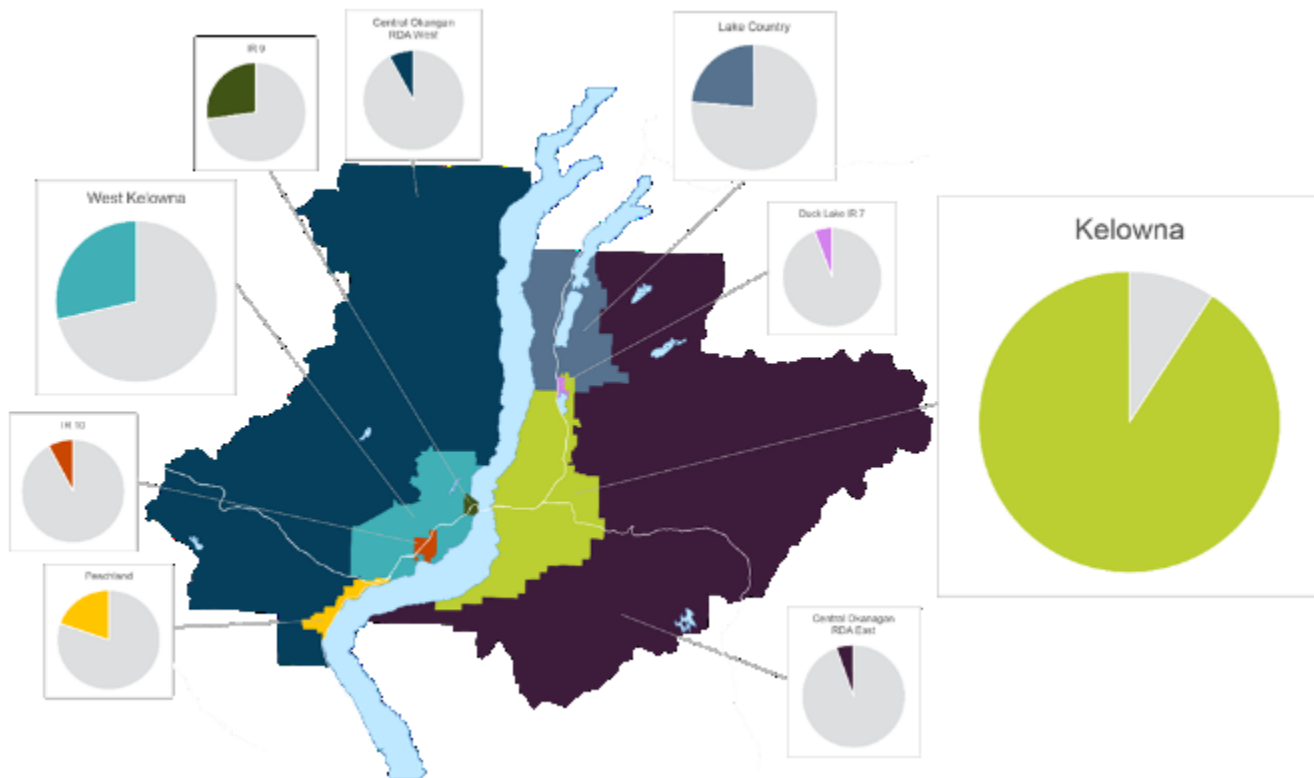 Central Okangan
RDA West
Lake Country
IR 9
West Kelowna
Duck Lake IR 7
Kelowna
IR 10
Peachland
Central Okanagan
RDA East